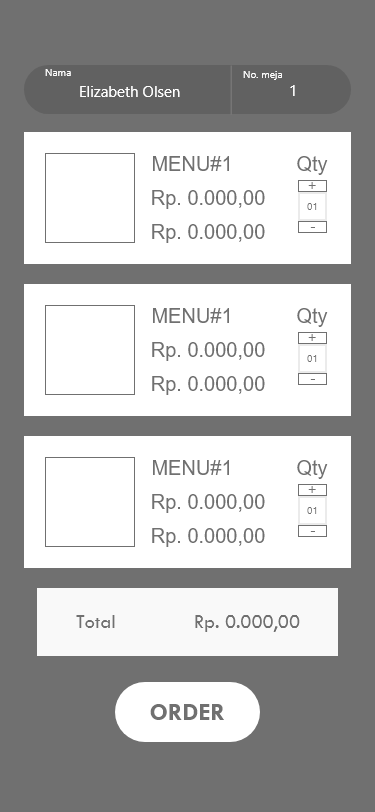 Nama
No. meja
Elizabeth Olsen
1
MENU#1
Qty
+
Rp. 0.000,00
01
Rp. 0.000,00
-
MENU#1
Qty
+
Rp. 0.000,00
01
Rp. 0.000,00
-
MENU#1
Qty
+
Rp. 0.000,00
01
Rp. 0.000,00
-
Total Rp. 0.000,00
ORDER